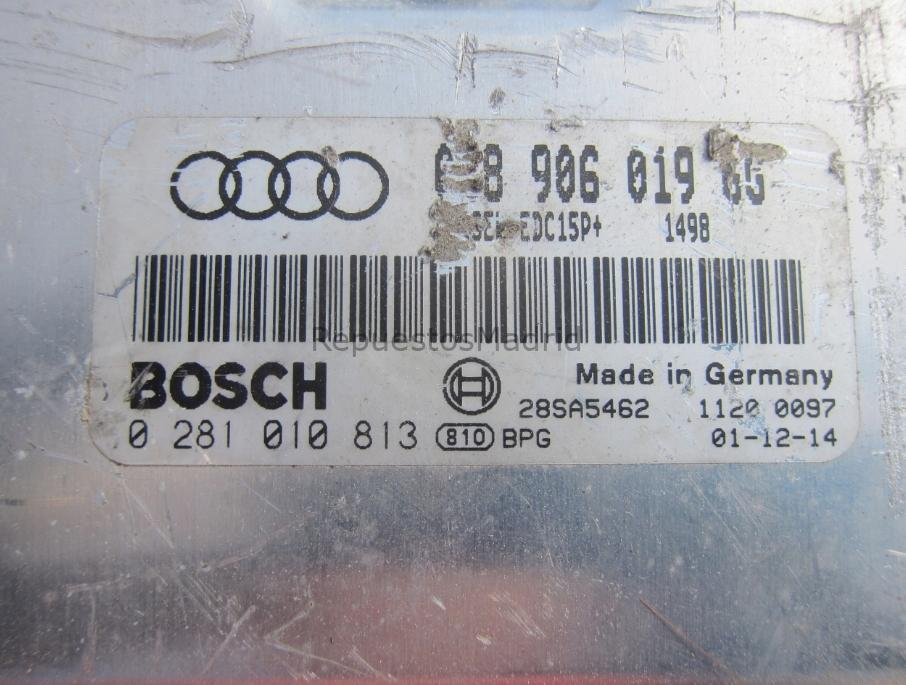 906 019
EDC15P+ 1498
RepuestosMadrid
BOSCH
Made in Germany
28SA5462 1120 0097
0 281 010 813 810 BPG 01-12-14